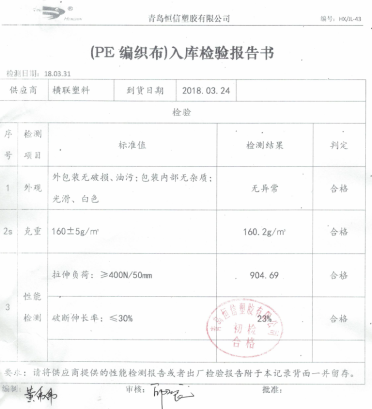 青岛恒信塑胶有限公司
编号：HX/JL-43
(PE 编织布)入库检验报告书
检测日期：18.03.31
供应商 横联塑料 到货日期 2018.03.24
检验
序号 检测项目 标准值 检测结果 判定
1 外观 外包装无破损、油污；包装内部无杂质；光滑、白色 无异常 合格
2s 克重 160±5g/㎡ 160.2g/㎡ 合格
3 性能检测 拉伸负荷：≥400N/50mm 904.69 合格
破断伸长率：≤30% 23% 合格
青岛恒信塑胶有限公司
初检
合格
要求：请将供应商提供的性能检测报告或者出厂检验报告附于本记录背面一并留存。
编制： 审核： 批准：